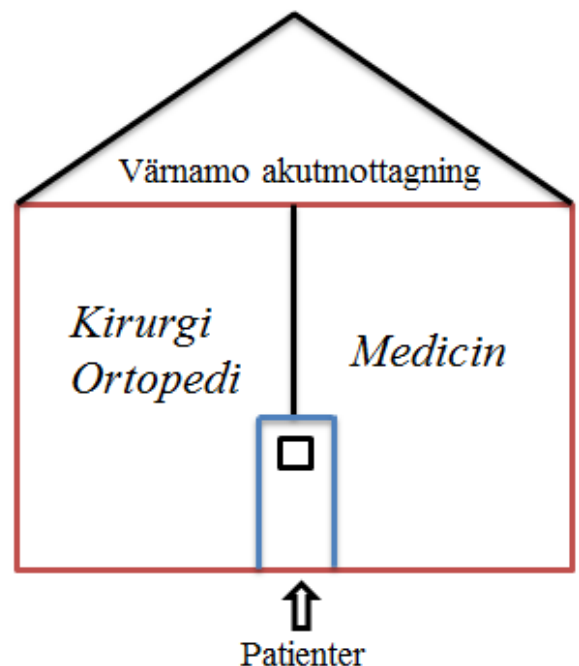 Värnamo akutmottagning
Kirurgi
Ortopedi
Medicin
Patienter